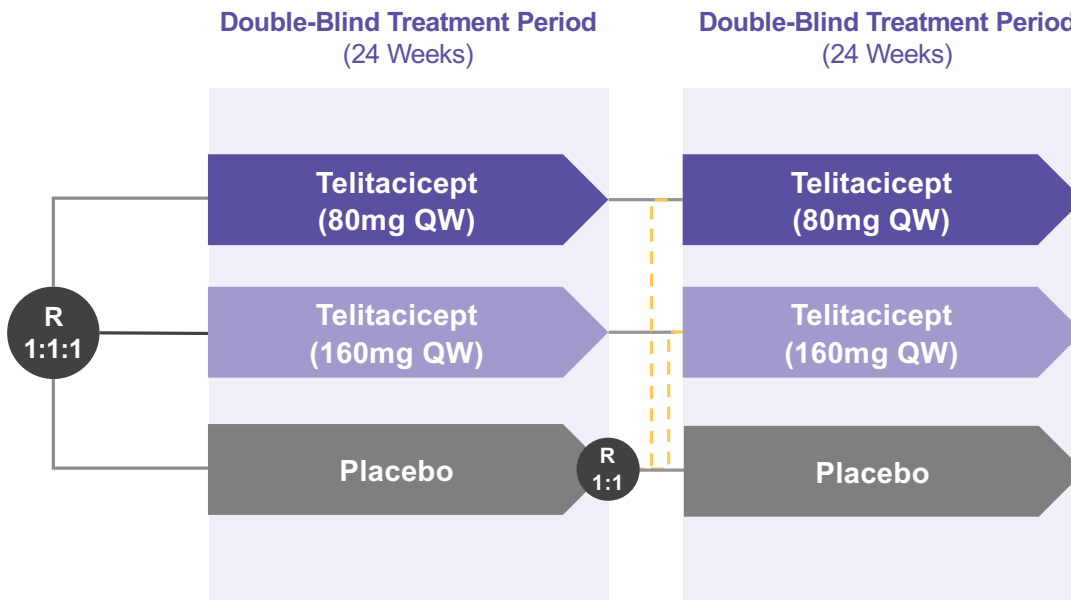 Double-Blind Treatment Period
(24 Weeks)
Double-Blind Treatment Period
(24 Weeks)
Telitacicept
(80mg QW)
Telitacicept
(80mg QW)
R
1:1:1
Telitacicept
(160mg QW)
Telitacicept
(160mg QW)
Placebo
R
1:1
Placebo